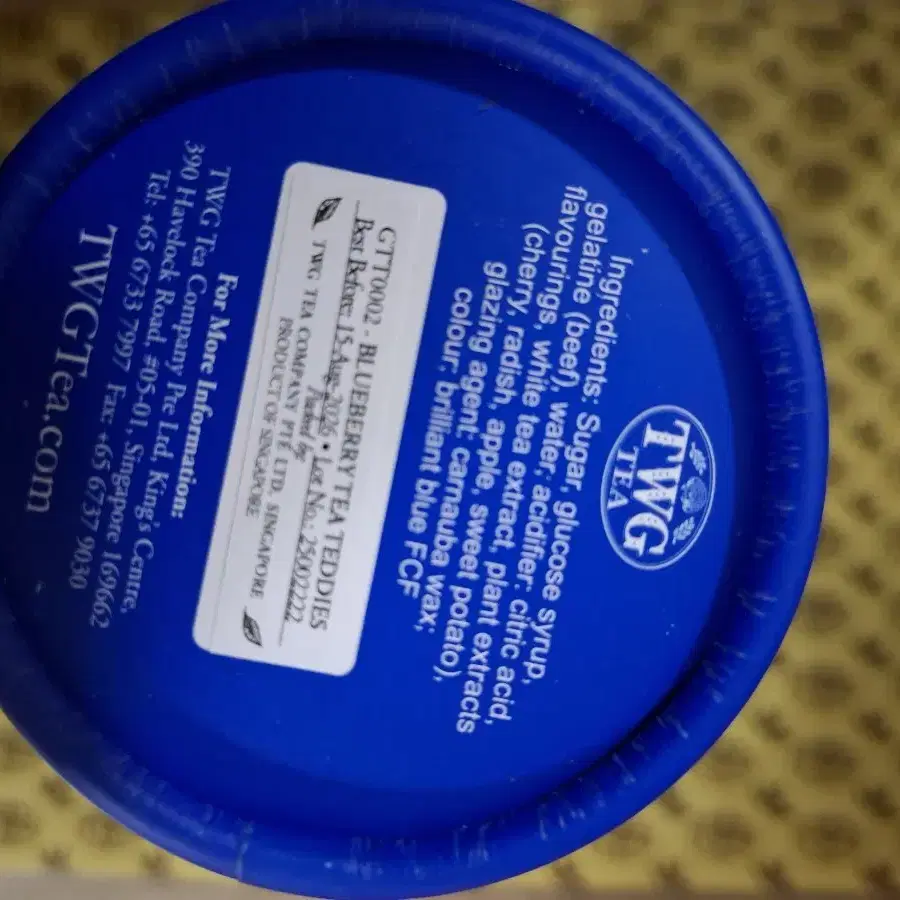 TWG
TEA
Ingredients: Sugar, glucose syrup,
gelatine (beef), water, acidifier: citric acid,
flavourings, white tea extract, plant extracts
(cherry, radish, apple, sweet potato),
glazing agent: carnauba wax;
colour: brilliant blue FCF
GTT0002 - BLUEBERRY TEA TEDDIES
Best Before: 15-Aug-2026 • Lot No.: 25002222
Packed by
TWG TEA COMPANY PTE. LTD. SINGAPORE
PRODUCT OF SINGAPORE
For More Information:
TWG Tea Company Pte Ltd, King's Centre,
390 Havelock Road, #05-01, Singapore 169662
Tel: +65 6733 7997 Fax: +65 6737 9030
TWGTea.com